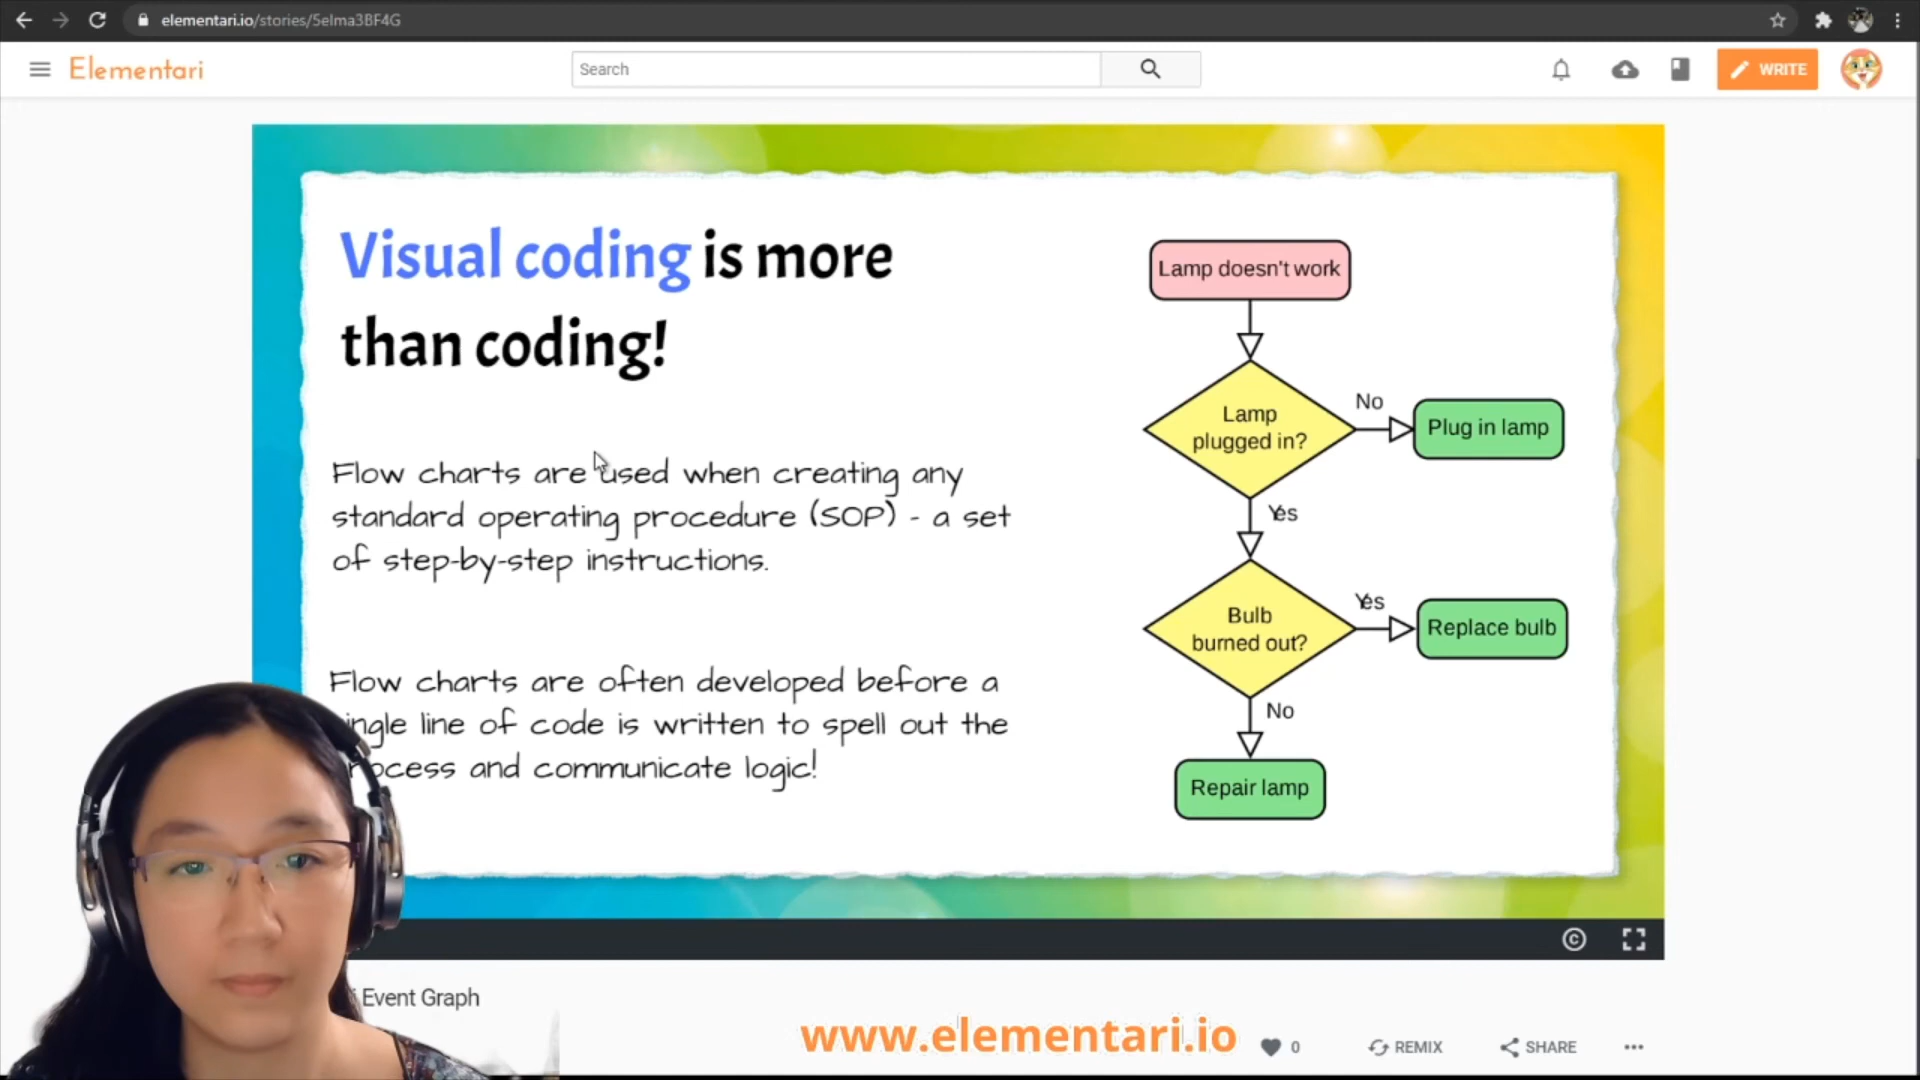 elementari.io/stories/5elma3BF4G
Elementari
Search
WRITE
Visual coding is more
than coding!
Flow charts are used when creating any
standard operating procedure (SOP) - a set
of step-by-step instructions.
Flow charts are often developed before a
line of code is written to spell out the
and communicate logic!
Lamp doesn't work
Lamp
plugged in?
No
Plug in lamp
Yes
Bulb
burned out?
Yes
Replace bulb
No
Repair lamp
©
Event Graph
www.elementari.io
0
REMIX
SHARE